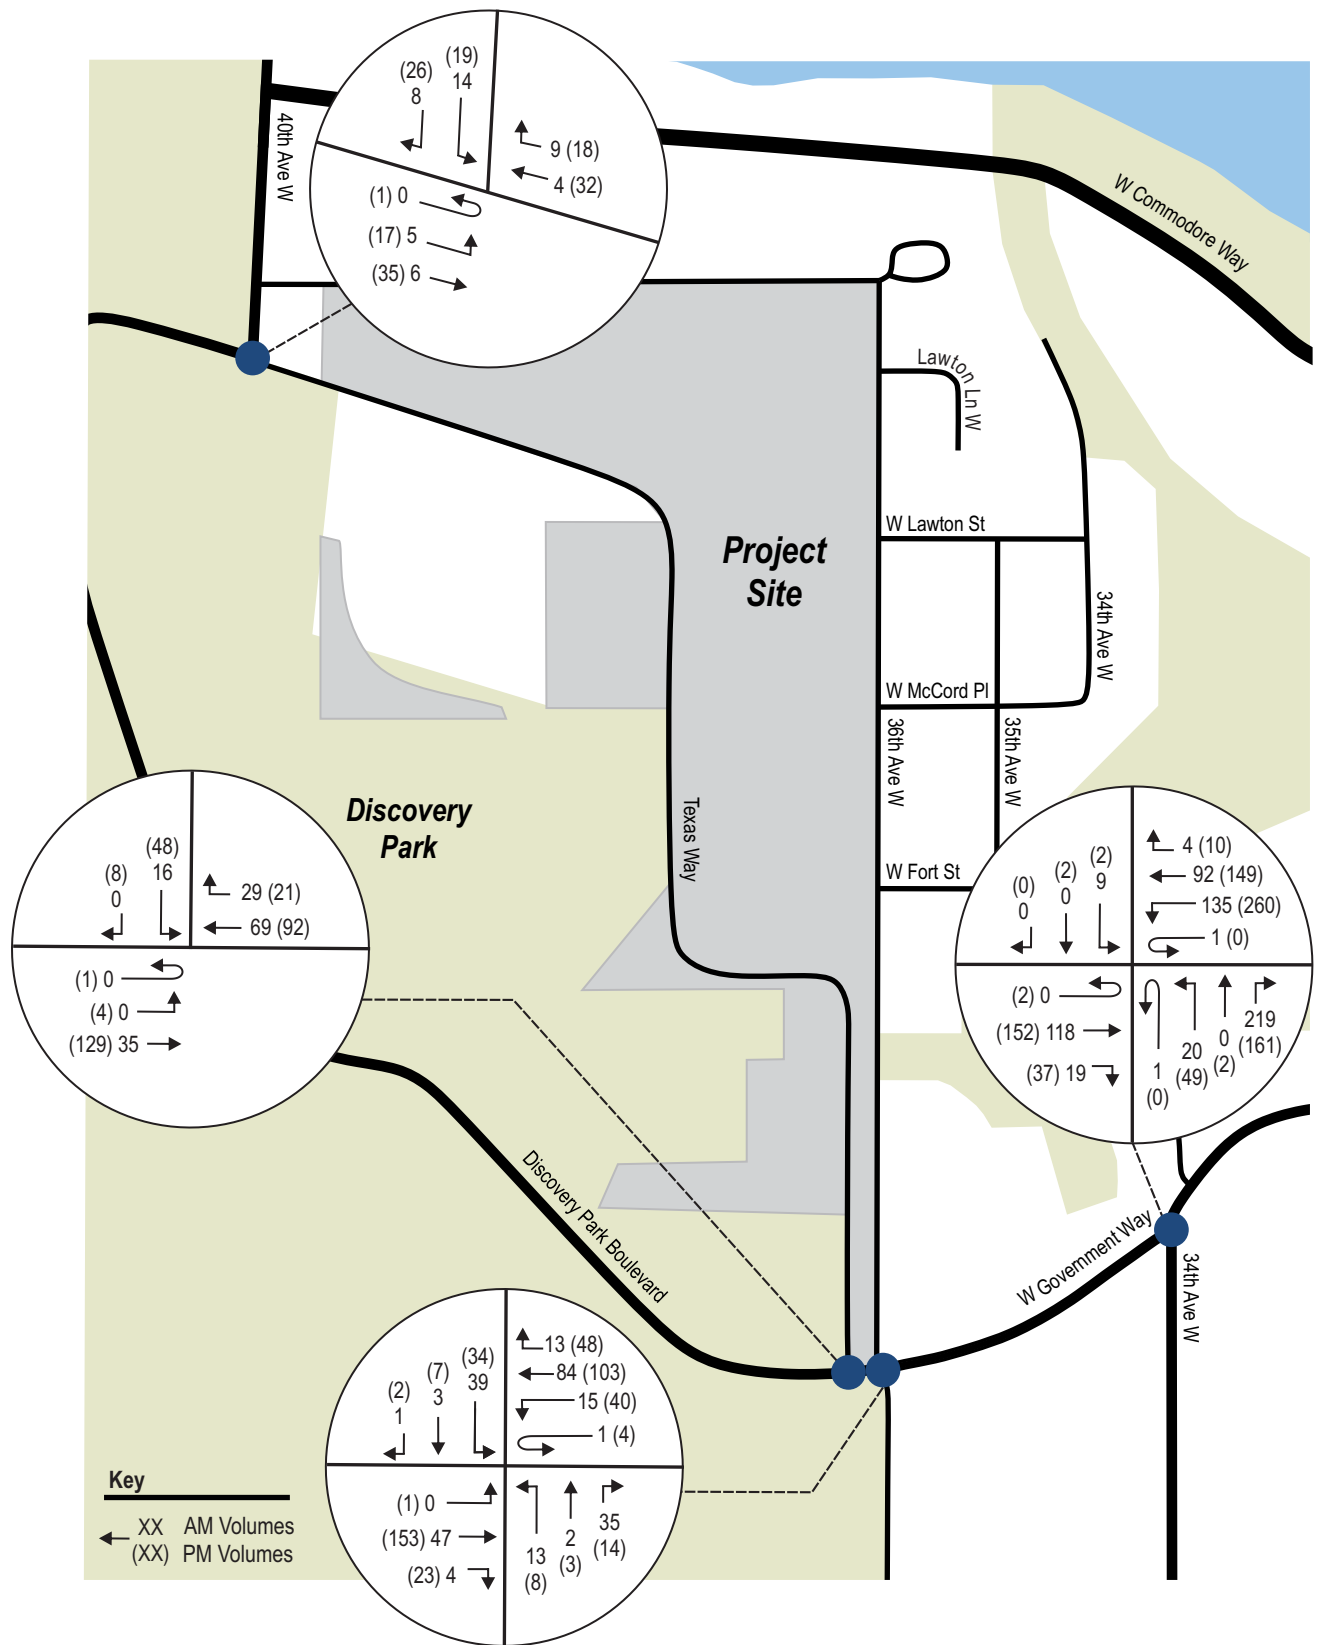 (26)
8
(19)
14
9 (18)
4 (32)
(1) 0
(17) 5
(35) 6
40th Ave W
W Commodore Way
Lawton Ln W
W Lawton St
Project
Site
34th Ave W
W McCord Pl
36th Ave W
35th Ave W
Texas Way
Discovery
Park
W Fort St
(8)
0
(48)
16
29 (21)
69 (92)
(1) 0
(4) 0
(129) 35
(0)
0
(2)
0
(2)
9
4 (10)
92 (149)
135 (260)
1 (0)
(2) 0
(152) 118
(37) 19
1
(0)
20
(49)
0
(2)
219
(161)
Discovery Park Boulevard
W Government Way
34th Ave W
(2)
1
(7)
3
(34)
39
13 (48)
84 (103)
15 (40)
1 (4)
(1) 0
(153) 47
(23) 4
13
(8)
2
(3)
35
(14)
Key
XX AM Volumes
(XX) PM Volumes